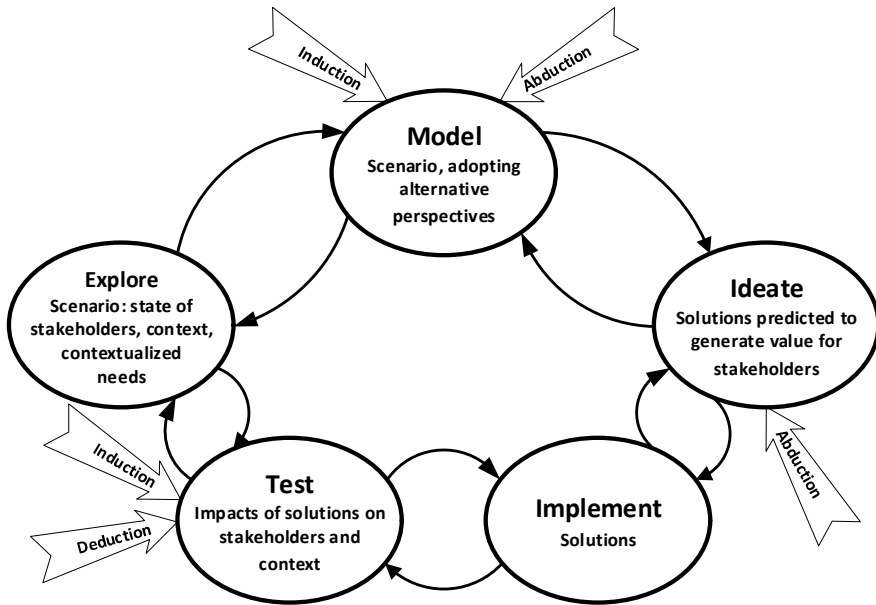 Induction
Abduction
Model
Scenario, adopting
alternative
perspectives
Explore
Scenario: state of
stakeholders, context,
contextualized
needs
Ideate
Solutions predicted to
generate value for
stakeholders
Induction
Deduction
Test
Impacts of solutions on
stakeholders and
context
Implement
Solutions
Abduction